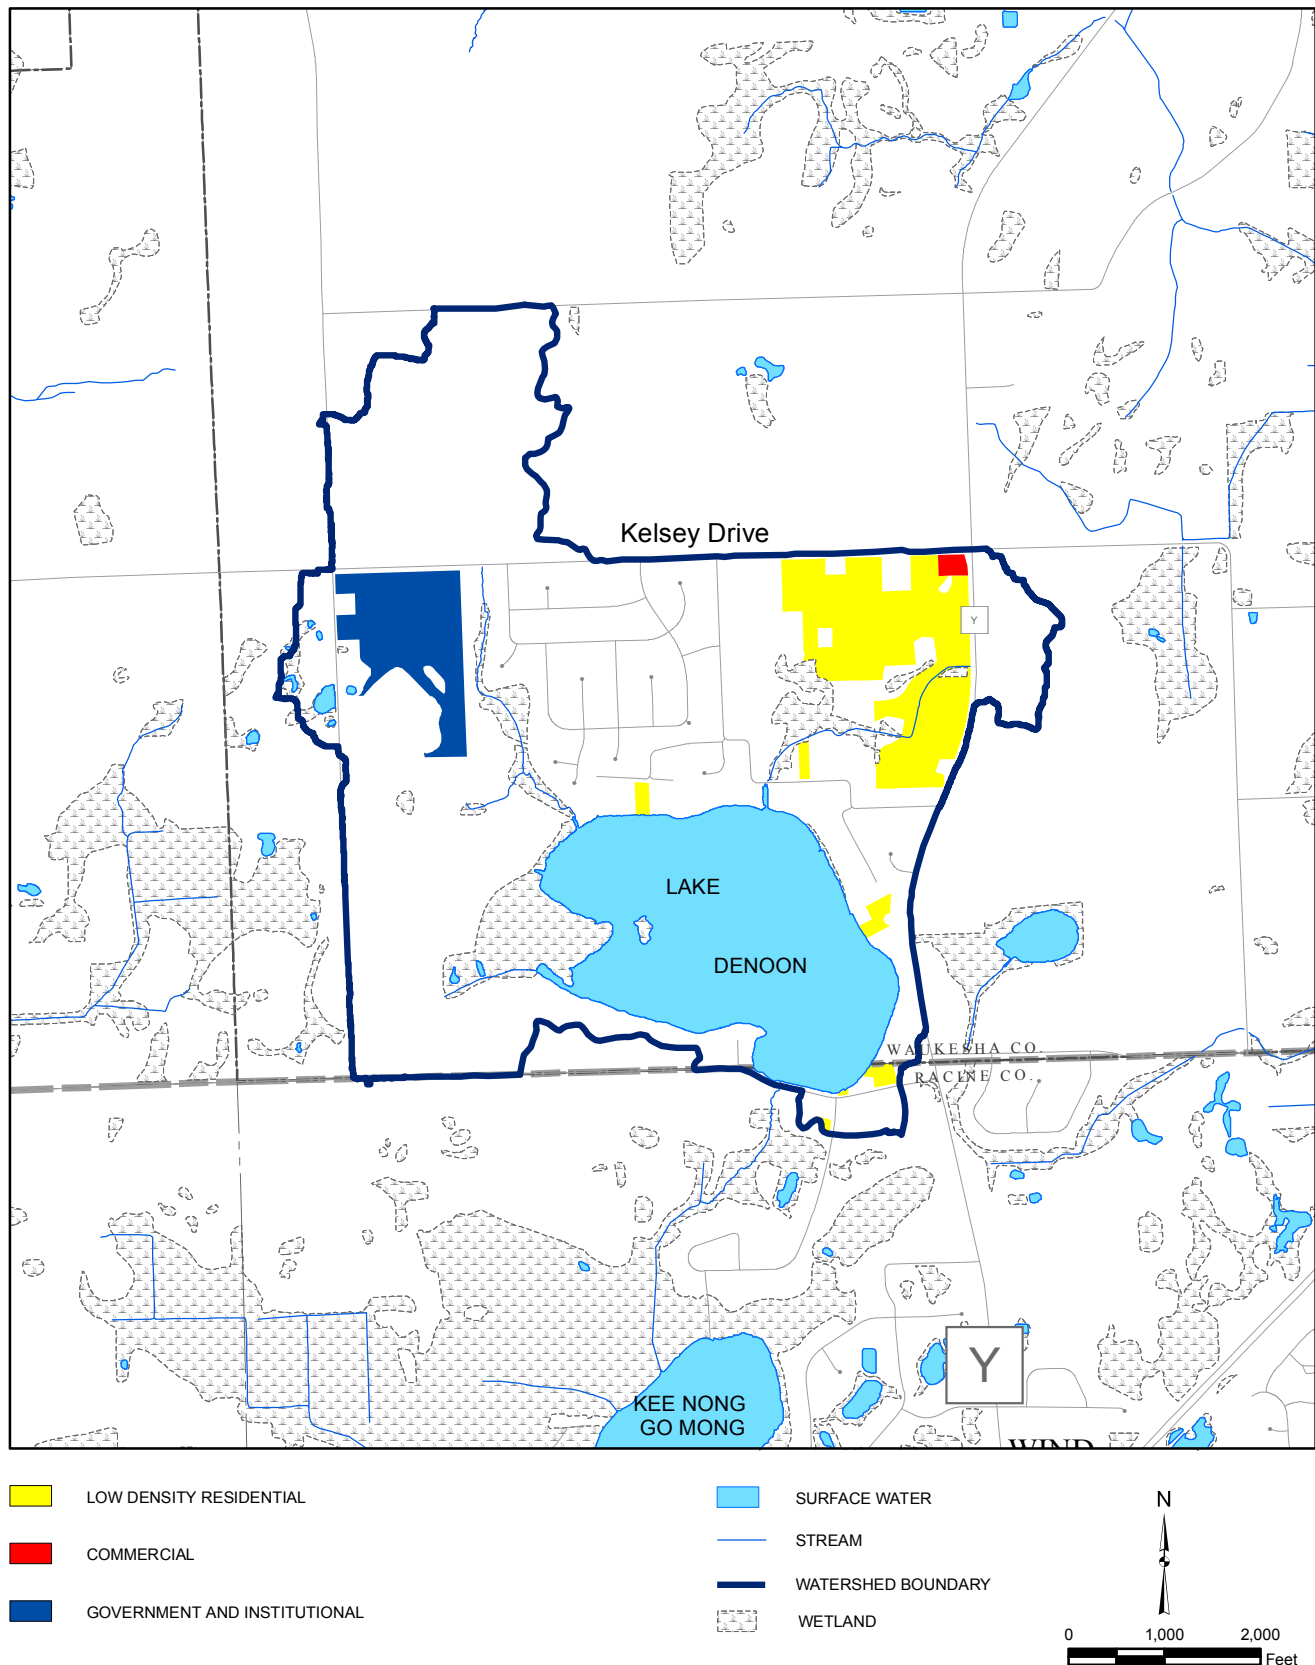 Kelsey Drive
Y
LAKE
DENOON
WAUKESHA CO.
RACINE CO.
Y
KEE NONG
GO MONG
WIND
LOW DENSITY RESIDENTIAL
COMMERCIAL
GOVERNMENT AND INSTITUTIONAL
SURFACE WATER
STREAM
WATERSHED BOUNDARY
WETLAND
N
0 1,000 2,000
Feet